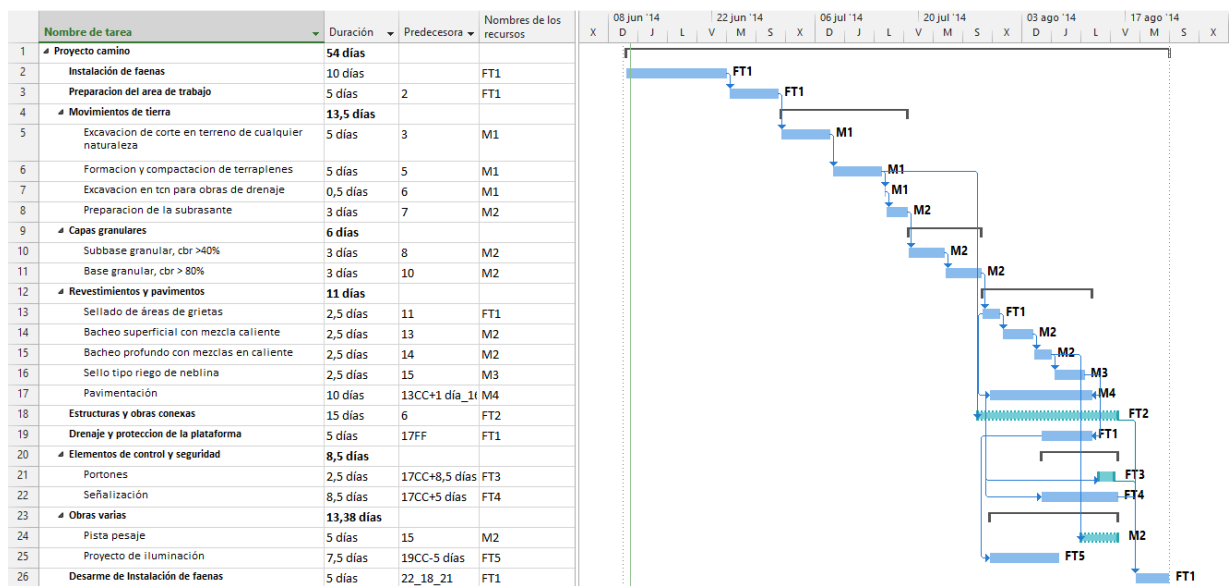 Nombre de tarea Duración Predecesora Nombres de los recursos
X 08 jun '14 22 jun '14 06 jul '14 20 jul '14 03 ago '14 17 ago '14
D J L V M S X D J L V M S X D J L V M S X
1 Proyecto camino 54 días
2 Instalación de faenas 10 días FT1
3 Preparacion del area de trabajo 5 días 2 FT1
4 Movimientos de tierra 13,5 días
5 Excavacion de corte en terreno de cualquier naturaleza 5 días 3 M1
6 Formacion y compactacion de terraplenes 5 días 5 M1
7 Excavacion en tcn para obras de drenaje 0,5 días 6 M1
8 Preparacion de la subrasante 3 días 7 M2
9 Capas granulares 6 días
10 Subbase granular, cbr >40% 3 días 8 M2
11 Base granular, cbr > 80% 3 días 10 M2
12 Revestimientos y pavimentos 11 días
13 Sellado de áreas de grietas 2,5 días 11 FT1
14 Bacheo superficial con mezcla caliente 2,5 días 13 M2
15 Bacheo profundo con mezclas en caliente 2,5 días 14 M2
16 Sello tipo riego de neblina 2,5 días 15 M3
17 Pavimentación 10 días 13CC+1 día_1 M4
18 Estructuras y obras conexas 15 días 6 FT2
19 Drenaje y proteccion de la plataforma 5 días 17FF FT1
20 Elementos de control y seguridad 8,5 días
21 Portones 2,5 días 17CC+8,5 días FT3
22 Señalización 8,5 días 17CC+5 días FT4
23 Obras varias 13,38 días
24 Pista pesaje 5 días 15 M2
25 Proyecto de iluminación 7,5 días 19CC-5 días FT5
26 Desarme de Instalación de faenas 5 días 22_18_21 FT1
FT1
FT1
M1
M1
M1
M2
M2
M2
FT1
M2
M2
M3
M4
FT2
FT1
FT3
FT4
M2
FT5
FT1